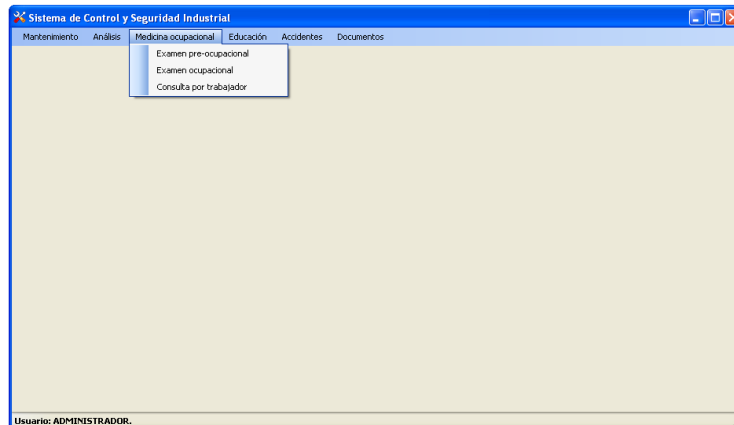 Sistema de Control y Seguridad Industrial
Mantenimiento Análisis Medicina ocupacional Educación Accidentes Documentos
Examen pre-ocupacional
Examen ocupacional
Consulta por trabajador
Usuario: ADMINISTRADOR.